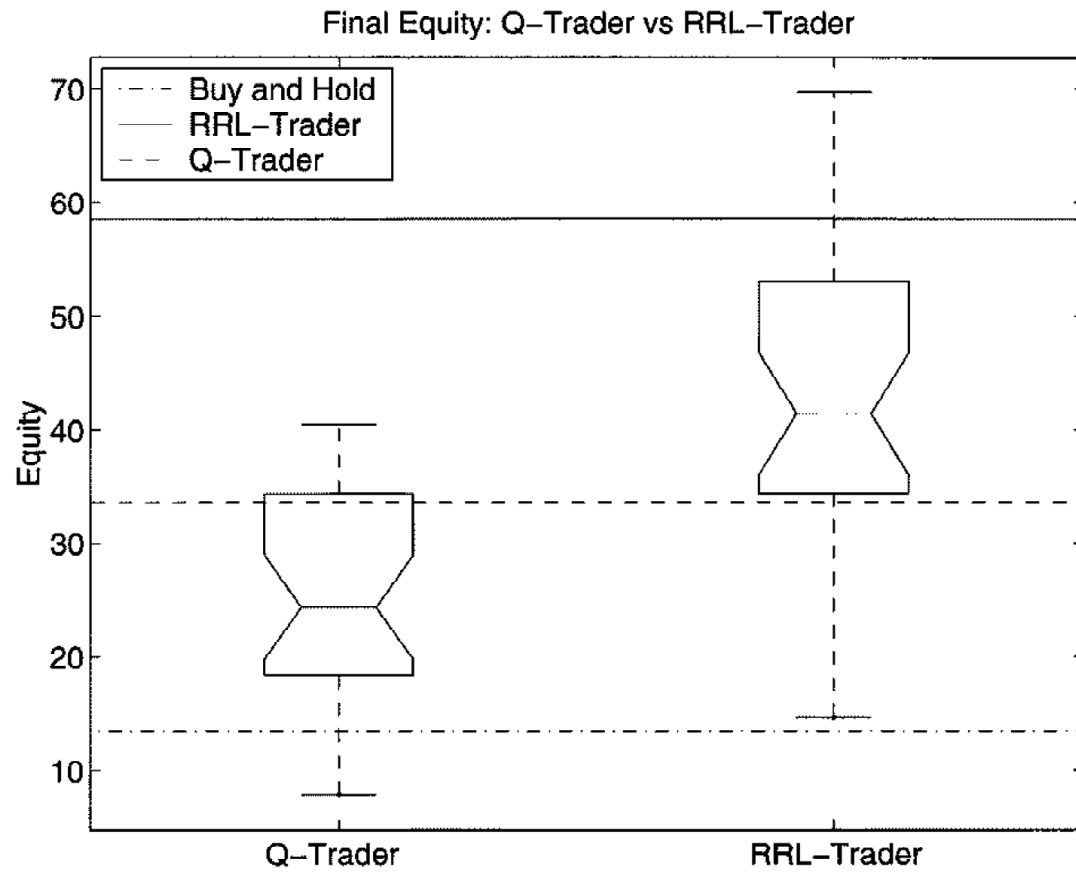 Final Equity: Q-Trader vs RRL-Trader
Buy and Hold
RRL-Trader
Q-Trader
70
60
50
40
30
20
10
Equity
Q-Trader
RRL-Trader